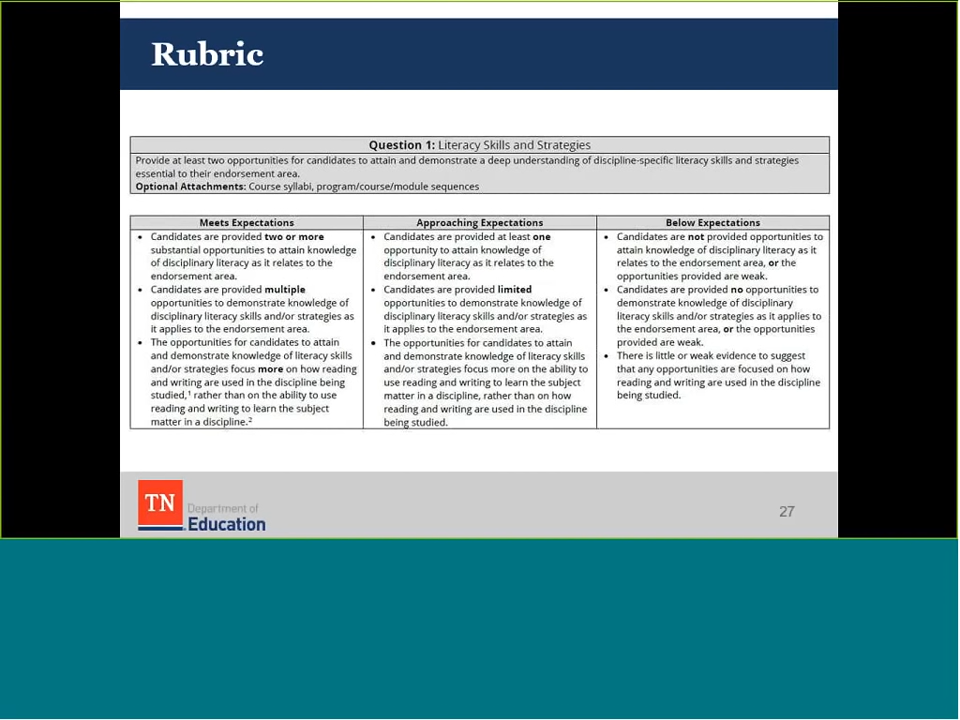 Rubric
Question 1: Literacy Skills and Strategies
Provide at least two opportunities for candidates to attain and demonstrate a deep understanding of discipline-specific literacy skills and strategies
essential to their endorsement area.
Optional Attachments: Course syllabi, program/course/module sequences
Meets Expectations
• Candidates are provided two or more
substantial opportunities to attain knowledge
of disciplinary literacy as it relates to the
endorsement area.
• Candidates are provided multiple
opportunities to demonstrate knowledge of
disciplinary literacy skills and/or strategies as
it applies to the endorsement area.
• The opportunities for candidates to attain
and demonstrate knowledge of literacy skills
and/or strategies focus more on how reading
and writing are used in the discipline being
studied,¹ rather than on the ability to use
reading and writing to learn the subject
matter in a discipline.²
Approaching Expectations
• Candidates are provided at least one
opportunity to attain knowledge of
disciplinary literacy as it relates to the
endorsement area.
• Candidates are provided limited
opportunities to demonstrate knowledge of
disciplinary literacy skills and/or strategies as
it applies to the endorsement area.
• The opportunities for candidates to attain
and demonstrate knowledge of literacy skills
and/or strategies focus more on the ability to
use reading and writing to learn the subject
matter in a discipline, rather than on how
reading and writing are used in the discipline
being studied.
Below Expectations
• Candidates are not provided opportunities to
attain knowledge of disciplinary literacy as it
relates to the endorsement area, or the
opportunities provided are weak.
• Candidates are provided no opportunities to
demonstrate knowledge of disciplinary
literacy skills and/or strategies as it applies to
the endorsement area, or the opportunities
provided are weak.
• There is little or weak evidence to suggest
that any opportunities are focused on how
reading and writing are used in the discipline
being studied.
TN
Department of
Education
27